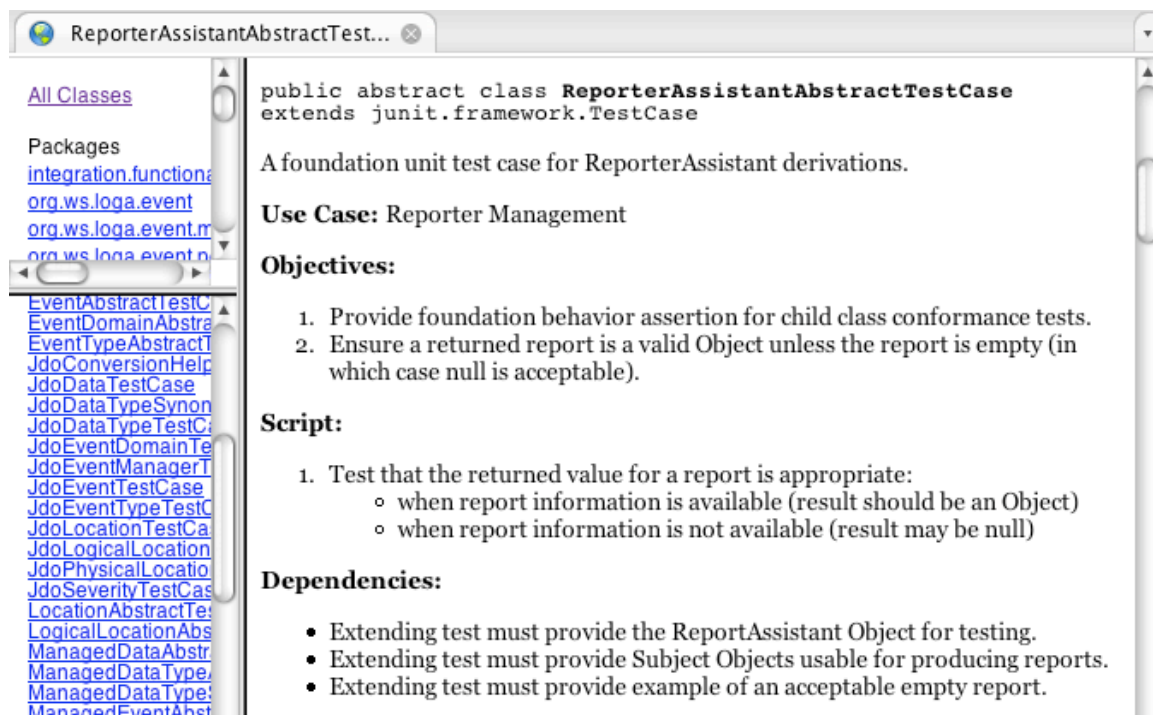 ReporterAssistantAbstractTest...
All Classes
Packages
integration.functiona
org.ws.loga.event
org.ws.loga.event.m
org.ws.loga.event.p
EventAbstractTestC
EventDomainAbstra
EventTypeAbstractT
JdoConversionHelp
JdoDataTestCase
JdoDataTypeSynon
JdoDataTypeTestCa
JdoEventDomainTe
JdoEventManagerT
JdoEventTestCase
JdoEventTypeTestC
JdoLocationTestCa
JdoLogicalLocation
JdoPhysicalLocatio
JdoSeverityTestCas
LocationAbstractTes
LogicalLocationAbs
ManagedDataAbstr
ManagedDataType
ManagedDataTypeS
ManagedEventAbst
public abstract class ReporterAssistantAbstractTestCase
extends junit.framework.TestCase
A foundation unit test case for ReporterAssistant derivations.
Use Case: Reporter Management
Objectives:
1. Provide foundation behavior assertion for child class conformance tests.
2. Ensure a returned report is a valid Object unless the report is empty (in
which case null is acceptable).
Script:
1. Test that the returned value for a report is appropriate:
◦ when report information is available (result should be an Object)
◦ when report information is not available (result may be null)
Dependencies:
• Extending test must provide the ReportAssistant Object for testing.
• Extending test must provide Subject Objects usable for producing reports.
• Extending test must provide example of an acceptable empty report.